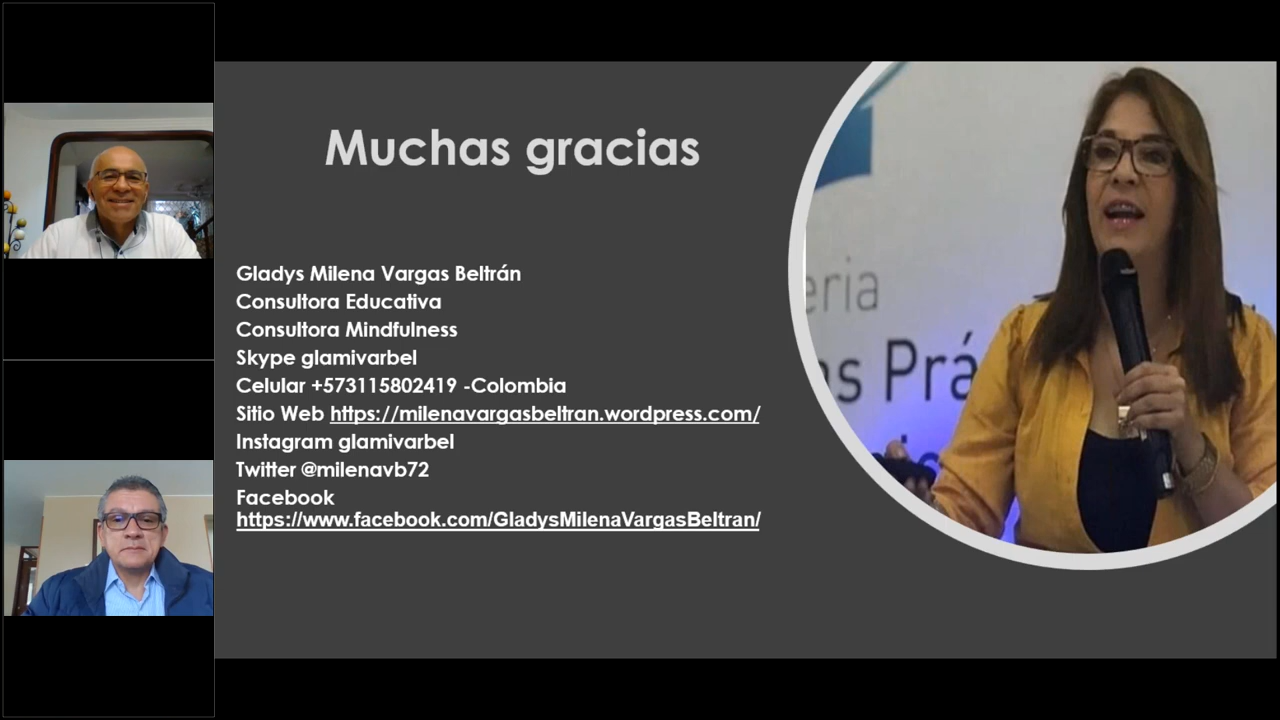 Muchas gracias
Gladys Milena Vargas Beltrán
Consultora Educativa
Consultora Mindfulness
Skype glamivarbel
Celular +573115802419 -Colombia
Sitio Web https://milenavargasbeltran.wordpress.com/
Instagram glamivarbel
Twitter @milenavb72
Facebook
https://www.facebook.com/GladysMilenaVargasBeltran/
eria
as Prá